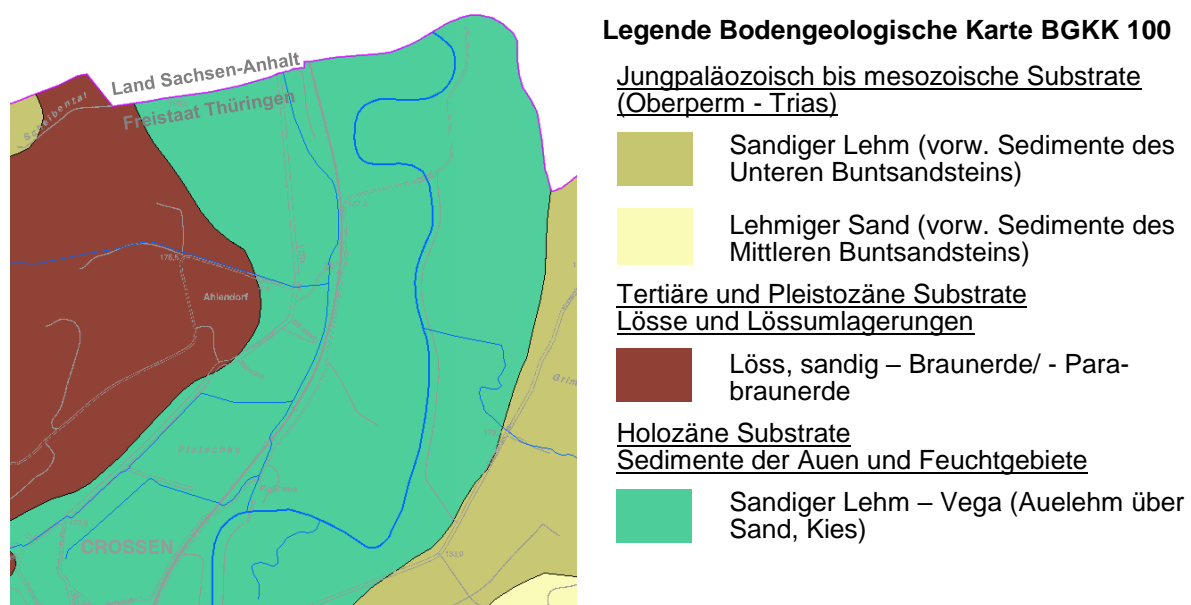 Land Sachsen-Anhalt
Freistaat Thüringen
Scheibental
176,5
Ahlendorf
CROSSEN
Legende Bodengeologische Karte BGKK 100
Jungpaläozoisch bis mesozoische Substrate
(Oberperm - Trias)
Sandiger Lehm (vorw. Sedimente des
Unteren Buntsandsteins)
Lehmiger Sand (vorw. Sedimente des
Mittleren Buntsandsteins)
Tertiäre und Pleistozäne Substrate
Lösse und Lössumlagerungen
Löss, sandig – Braunerde/ - Para-
braunerde
Holozäne Substrate
Sedimente der Auen und Feuchtgebiete
Sandiger Lehm – Vega (Auelehm über
Sand, Kies)